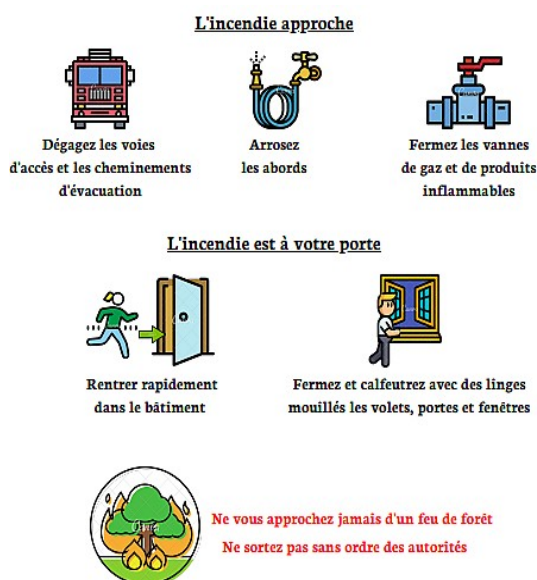 L'incendie approche
Dégagez les voies
d'accès et les cheminements
d'évacuation
Arrosez
les abords
Fermez les vannes
de gaz et de produits
inflammables
L'incendie est à votre porte
Rentrer rapidement
dans le bâtiment
Fermez et calfeutrez avec des linges
mouillés les volets, portes et fenêtres
Ne vous approchez jamais d'un feu de forêt
Ne sortez pas sans ordre des autorités